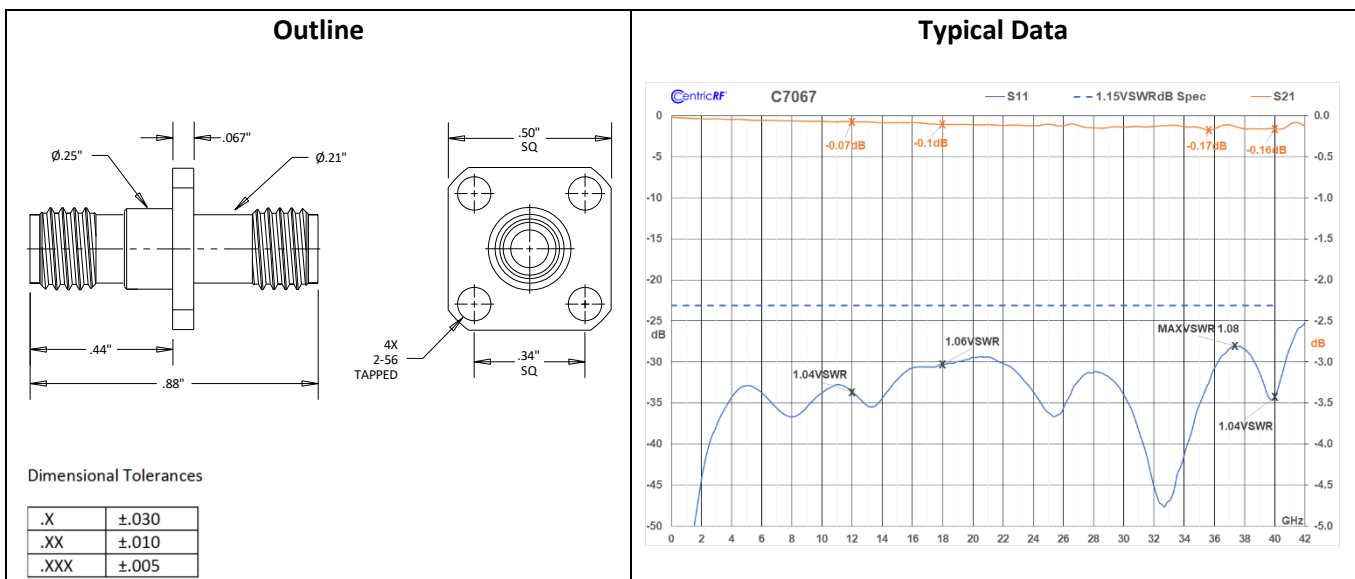 Outline
.067"
Ø.25"
Ø.21"
.44"
.88"
.50"
SQ
4X
2-56
TAPPED
.34"
SQ
Dimensional Tolerances
.X ±.030
.XX ±.010
.XXX ±.005
Typical Data
CentricRF™ C7067 S11 1.15VSWRdB Spec S21
0 0.0
-5 -0.5
-10 -1.0
-15 -1.5
-20 -2.0
-25 -2.5
dB dB
-30 -3.0
-35 -3.5
-40 -4.0
-45 -4.5
-50 -5.0
-0.07dB
-0.1dB
-0.17dB
-0.16dB
1.04VSWR
1.06VSWR
MAXVSWR 1.08
1.04VSWR
GHz
0 2 4 6 8 10 12 14 16 18 20 22 24 26 28 30 32 34 36 38 40 42